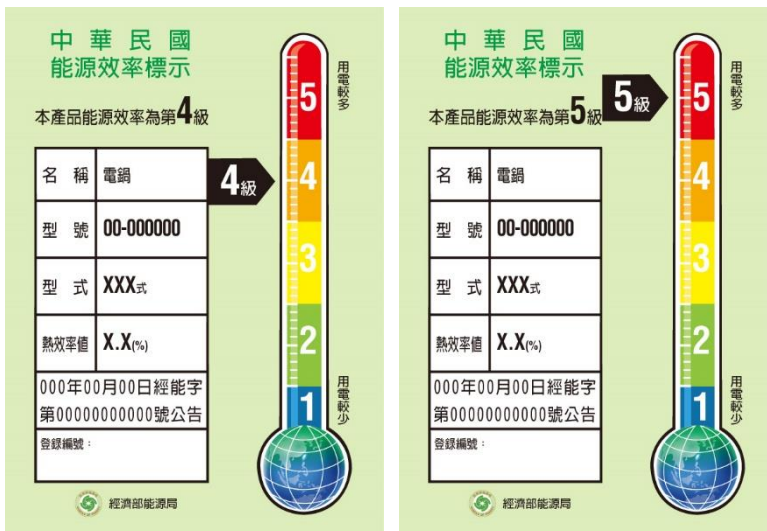 中華民國
能源效率標示
本產品能源效率為第4級
名稱 電鍋
型號 00-000000
型式 XXX式
熱效率值 X.X(%)
000年00月00日經能字
第00000000000號公告
登錄編號：
經濟部能源局
4級
用電較多
5
4
3
2
1
用電較少
中華民國
能源效率標示
本產品能源效率為第5級
名稱 電鍋
型號 00-000000
型式 XXX式
熱效率值 X.X(%)
000年00月00日經能字
第00000000000號公告
登錄編號：
經濟部能源局
5級
用電較多
5
4
3
2
1
用電較少